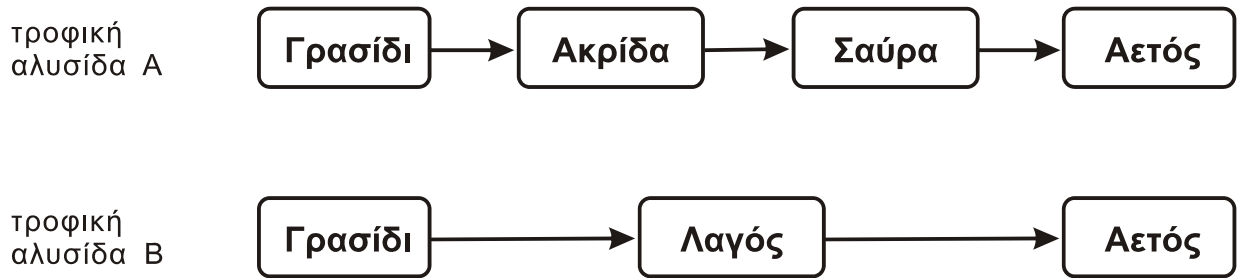 τροφική
αλυσίδα Α
Γρασίδι Ακρίδα Σαύρα Αετός
τροφική
αλυσίδα Β
Γρασίδι Λαγός Αετός